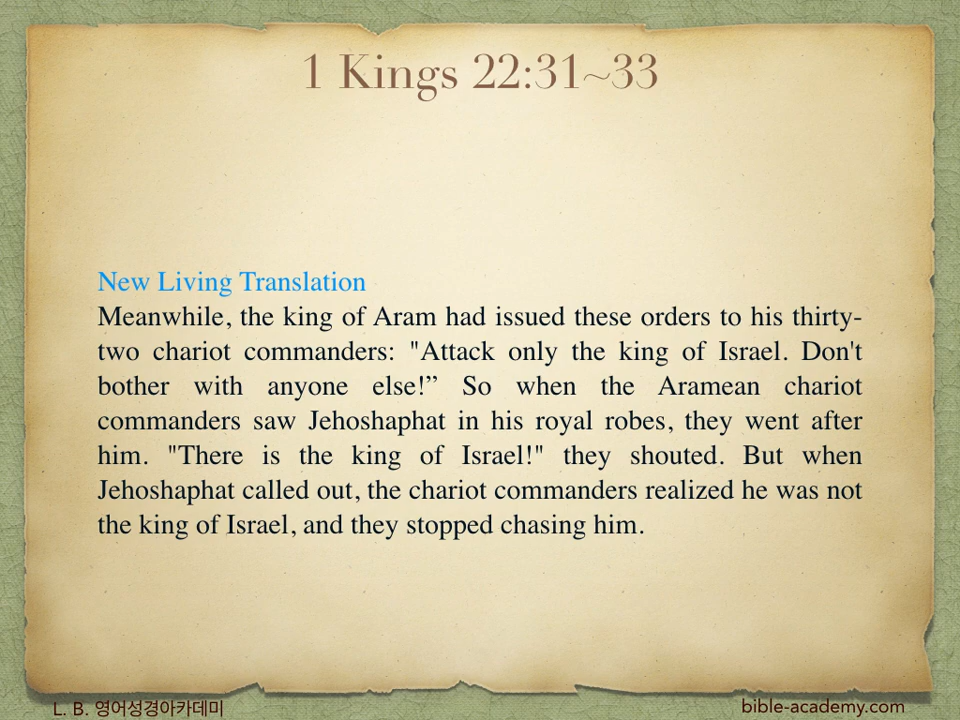 1 Kings 22:31~33
New Living Translation
Meanwhile, the king of Aram had issued these orders to his thirty-
two chariot commanders: "Attack only the king of Israel. Don't
bother with anyone else!” So when the Aramean chariot
commanders saw Jehoshaphat in his royal robes, they went after
him. "There is the king of Israel!" they shouted. But when
Jehoshaphat called out, the chariot commanders realized he was not
the king of Israel, and they stopped chasing him.
L. B. 영어성경아카데미
bible-academy.com